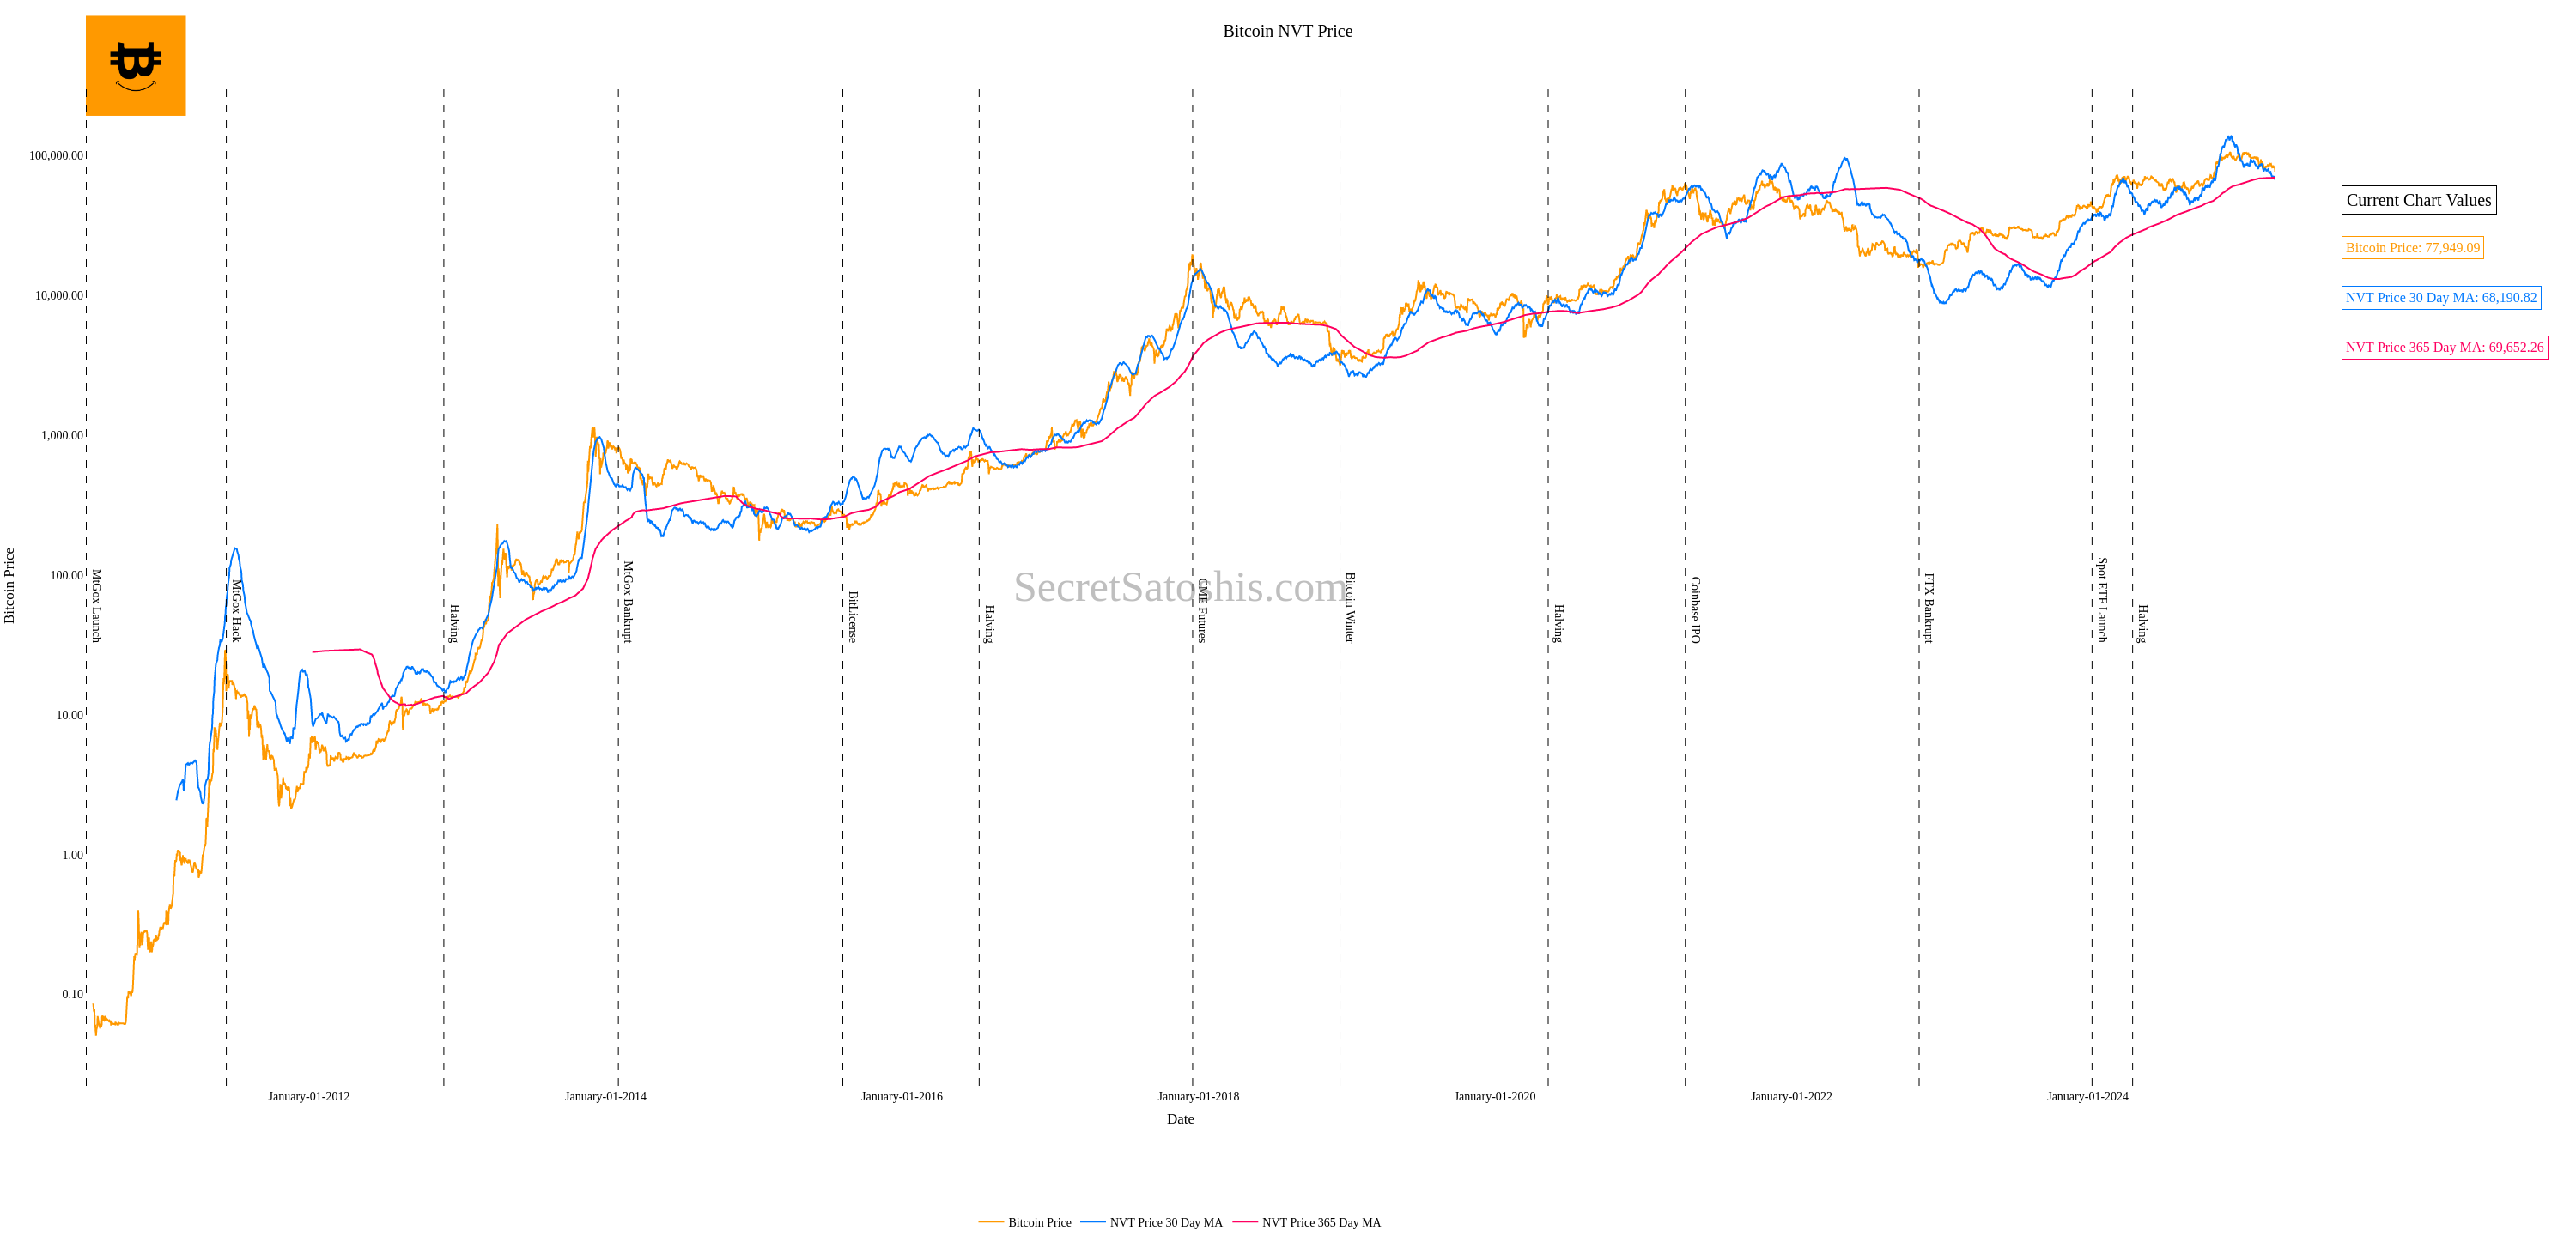 Bitcoin NVT Price
100,000.00
10,000.00
1,000.00
100.00
10.00
1.00
0.10
Bitcoin Price
MtGox Launch
MtGox Hack
Halving
MtGox Bankrupt
BitLicense
Halving
CME Futures
Bitcoin Winter
Halving
Coinbase IPO
FTX Bankrupt
Spot ETF Launch
Halving
SecretSatoshis.com
Current Chart Values
Bitcoin Price: 77,949.09
NVT Price 30 Day MA: 68,190.82
NVT Price 365 Day MA: 69,652.26
January-01-2012
January-01-2014
January-01-2016
January-01-2018
January-01-2020
January-01-2022
January-01-2024
Date
Bitcoin Price
NVT Price 30 Day MA
NVT Price 365 Day MA